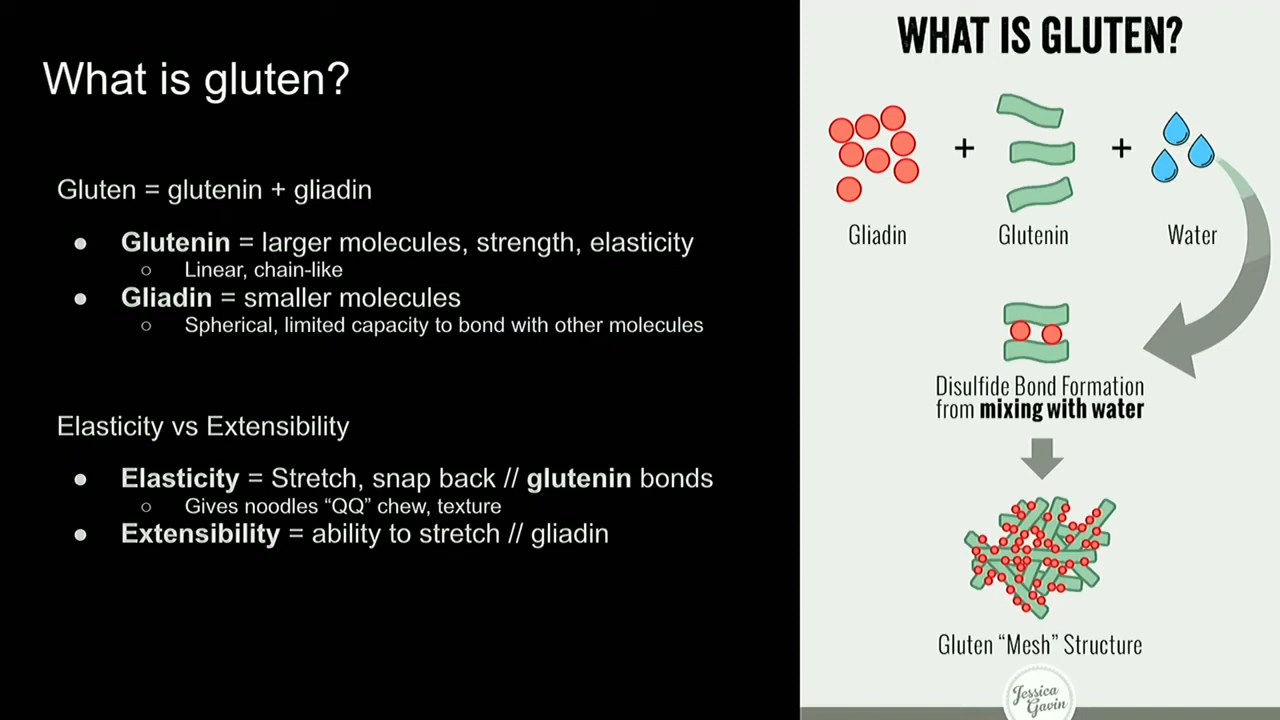 What is gluten?
Gluten = glutenin + gliadin
● Glutenin = larger molecules, strength, elasticity
○ Linear, chain-like
● Gliadin = smaller molecules
○ Spherical, limited capacity to bond with other molecules
Elasticity vs Extensibility
● Elasticity = Stretch, snap back // glutenin bonds
○ Gives noodles “QQ” chew, texture
● Extensibility = ability to stretch // gliadin
WHAT IS GLUTEN?
+ +
Gliadin Glutenin Water
Disulfide Bond Formation
from mixing with water
Gluten “Mesh” Structure
Jessica
Gavin